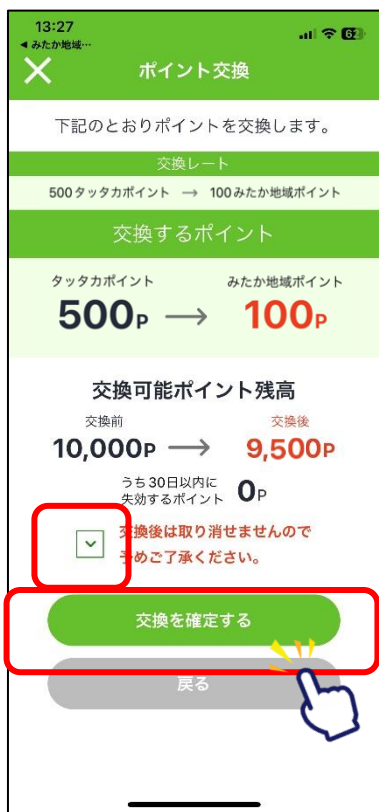 13:27
62
◀ みたか地域…
ポイント交換
下記のとおりポイントを交換します。
交換レート
500タッタカポイント → 100みたか地域ポイント
交換するポイント
タッタカポイント みたか地域ポイント
500P → 100P
交換可能ポイント残高
交換前 交換後
10,000P → 9,500P
うち30日以内に
失効するポイント 0P
交換後は取り消せませんので
予めご了承ください。
交換を確定する
戻る